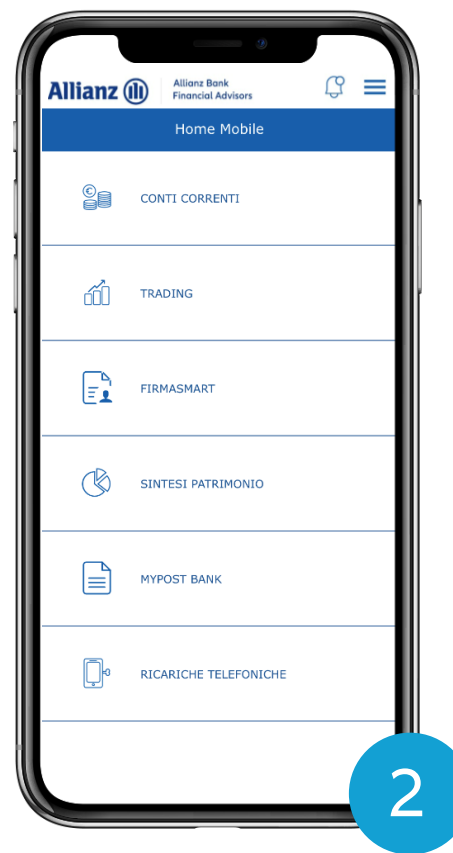 Allianz
Allianz Bank
Financial Advisors
Home Mobile
CONTI CORRENTI
TRADING
FIRMASMART
SINTESI PATRIMONIO
MYPOST BANK
RICARICHE TELEFONICHE
2